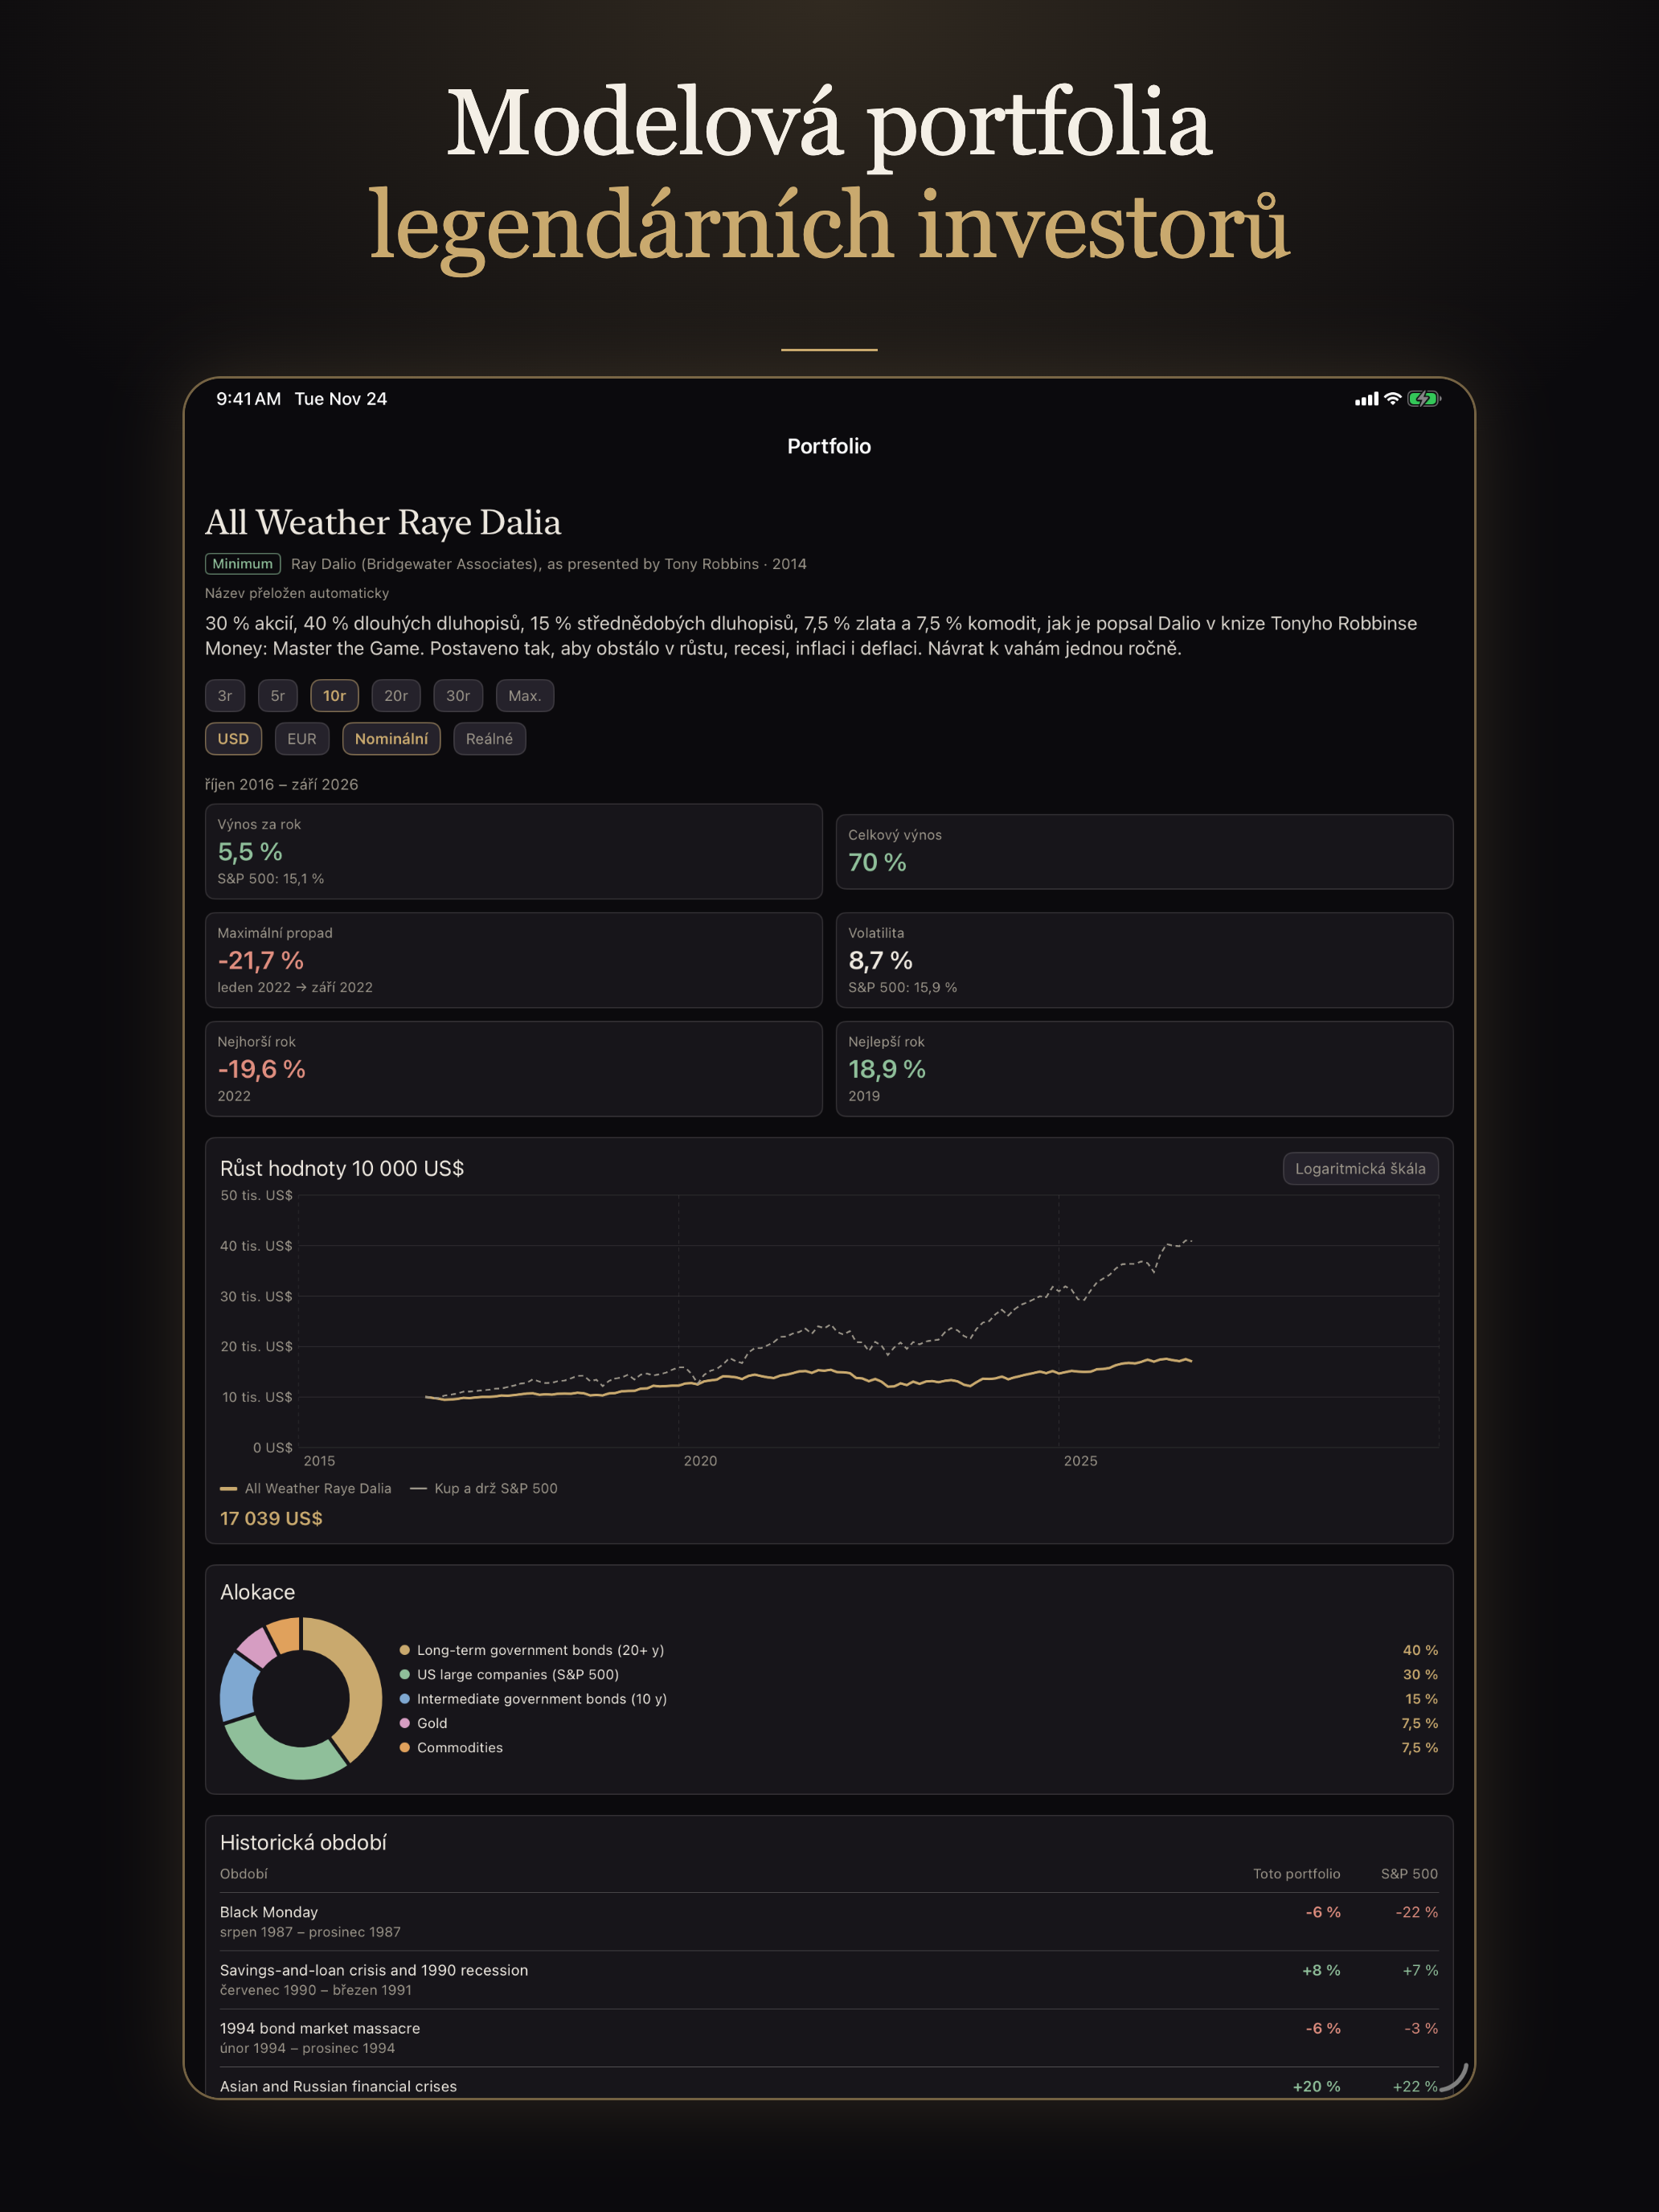 Modelová portfolia
legendárních investorů
9:41 AM Tue Nov 24
Portfolio
All Weather Raye Dalia
Minimum Ray Dalio (Bridgewater Associates), as presented by Tony Robbins · 2014
Název přeložen automaticky
30 % akcií, 40 % dlouhých dluhopisů, 15 % střednědobých dluhopisů, 7,5 % zlata a 7,5 % komodit, jak je popsal Dalio v knize Tonyho Robbinse
Money: Master the Game. Postaveno tak, aby obstálo v růstu, recesi, inflaci i deflaci. Návrat k vahám jednou ročně.
3r 5r 10r 20r 30r Max.
USD EUR Nominální Reálné
říjen 2016 – září 2026
Výnos za rok
5,5 %
S&P 500: 15,1 %
Celkový výnos
70 %
Maximální propad
-21,7 %
leden 2022 → září 2022
Volatilita
8,7 %
S&P 500: 15,9 %
Nejhorší rok
-19,6 %
2022
Nejlepší rok
18,9 %
2019
Růst hodnoty 10 000 US$
Logaritmická škála
50 tis. US$
40 tis. US$
30 tis. US$
20 tis. US$
10 tis. US$
0 US$
2015 2020 2025
All Weather Raye Dalia Kup a drž S&P 500
17 039 US$
Alokace
Long-term government bonds (20+ y) 40 %
US large companies (S&P 500) 30 %
Intermediate government bonds (10 y) 15 %
Gold 7,5 %
Commodities 7,5 %
Historická období
Období Toto portfolio S&P 500
Black Monday -6 % -22 %
srpen 1987 – prosinec 1987
Savings-and-loan crisis and 1990 recession +8 % +7 %
červenec 1990 – březen 1991
1994 bond market massacre -6 % -3 %
únor 1994 – prosinec 1994
Asian and Russian financial crises +20 % +22 %